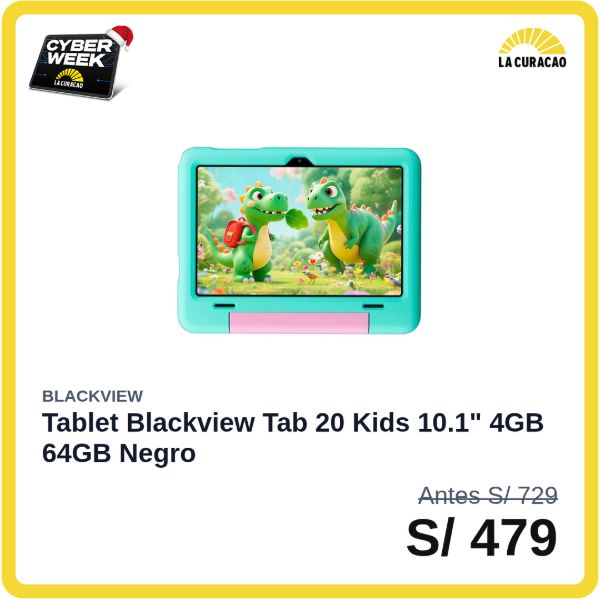 CYBER
WEEK
LA CURACAO
LA CURACAO
BLACKVIEW
Tablet Blackview Tab 20 Kids 10.1" 4GB
64GB Negro
Antes S/ 729
S/ 479